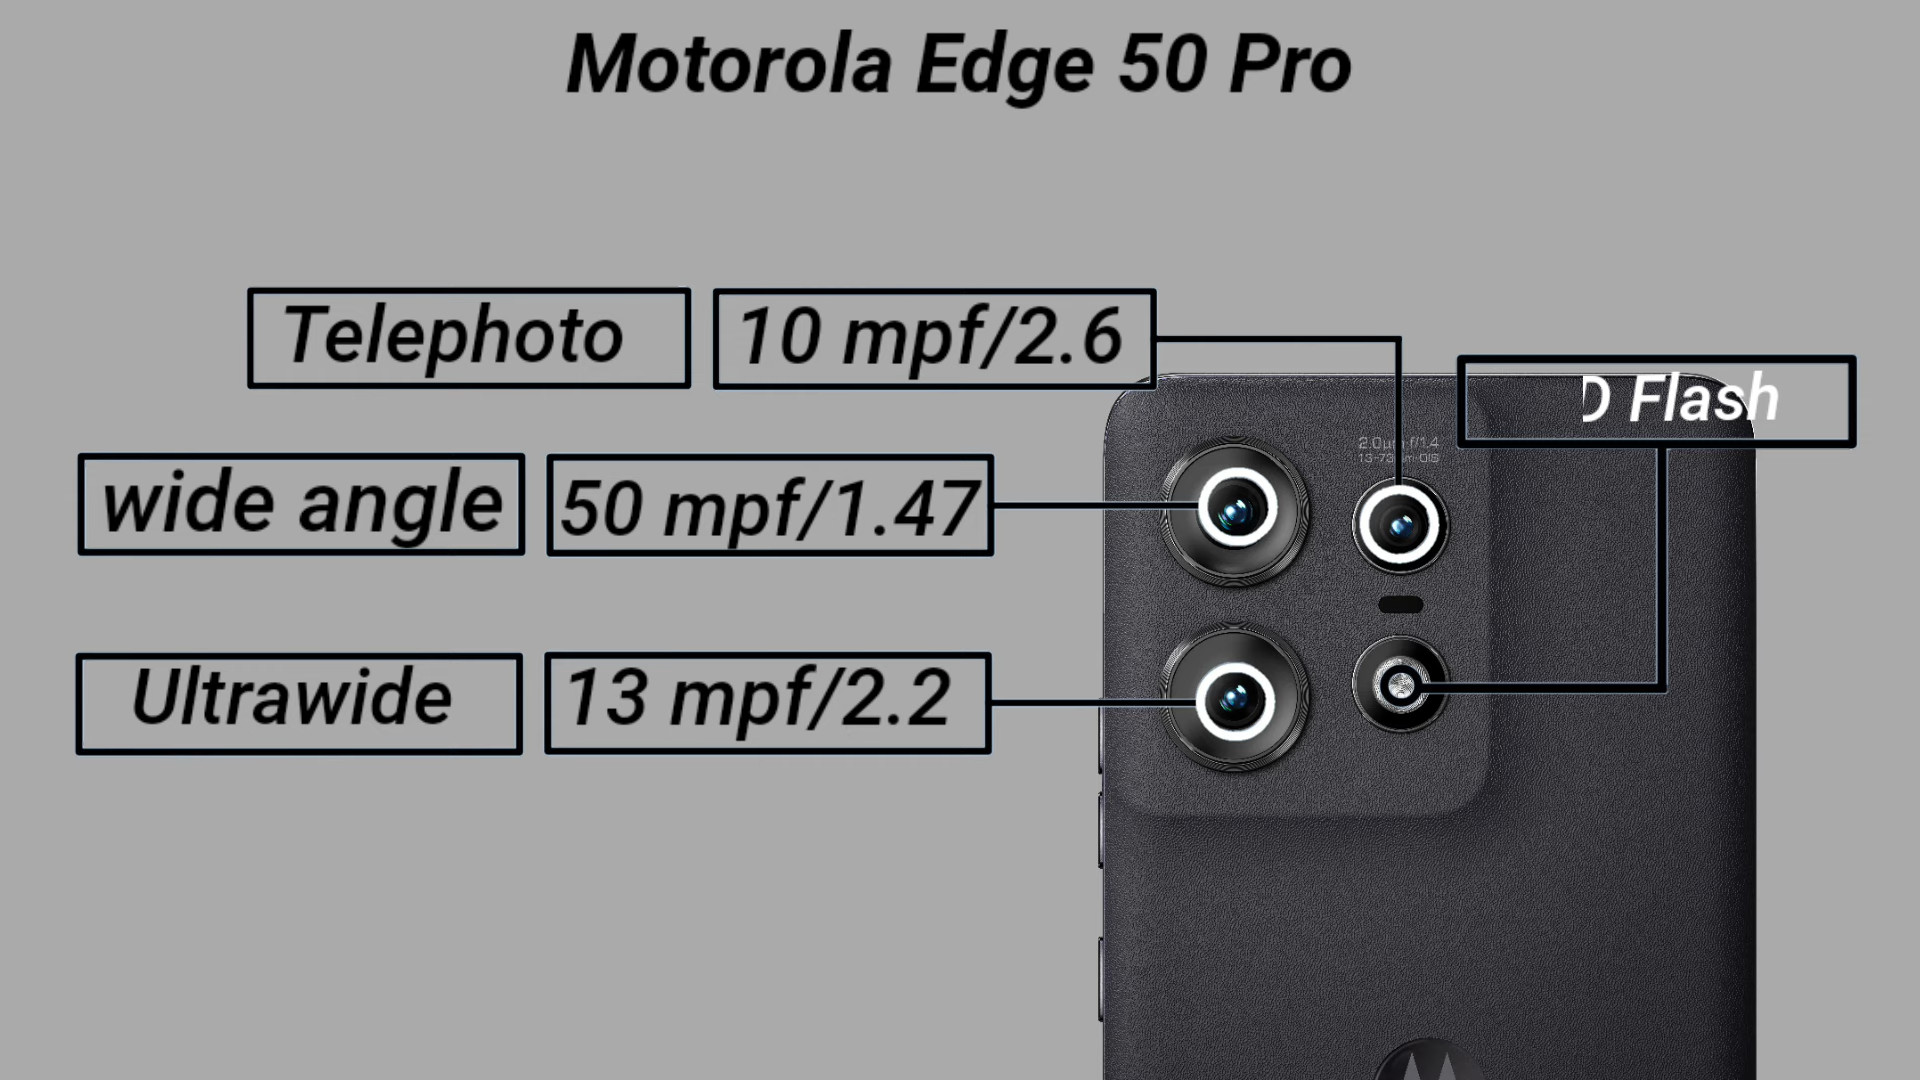 Motorola Edge 50 Pro
Telephoto
10 mpf/2.6
D Flash
wide angle
50 mpf/1.47
Ultrawide
13 mpf/2.2